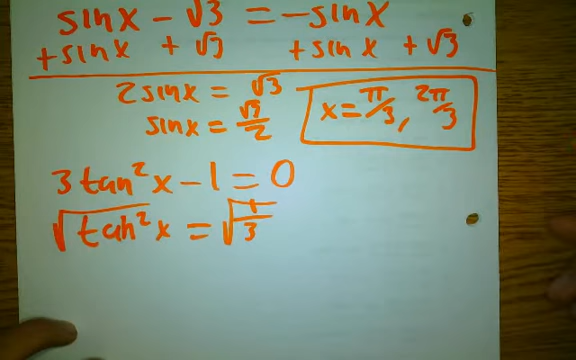 sinx - √3 = -sinx
+sinx + √3 +sinx + √3
2sinx = √3
sinx = √3/2
x = π/3, 2π/3
3tan²x - 1 = 0
√tan²x = √1/3